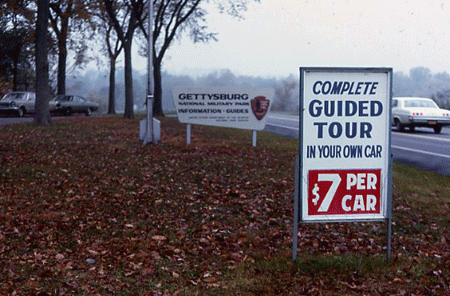 GETTYSBURG
NATIONAL MILITARY PARK
INFORMATION · GUIDES
COMPLETE
GUIDED
TOUR
IN YOUR OWN CAR
$7 PER
CAR